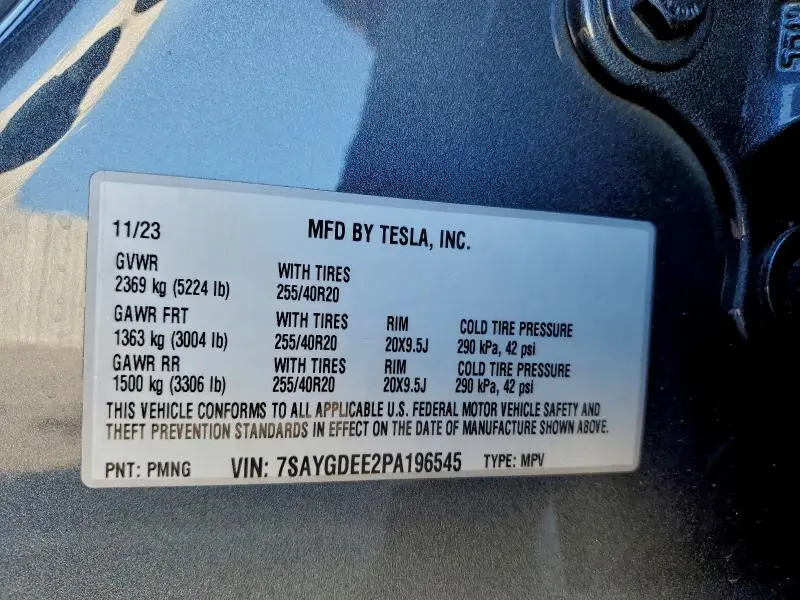 11/23 MFD BY TESLA, INC.
GVWR WITH TIRES
2369 kg (5224 lb) 255/40R20
GAWR FRT WITH TIRES RIM COLD TIRE PRESSURE
1363 kg (3004 lb) 255/40R20 20X9.5J 290 kPa, 42 psi
GAWR RR WITH TIRES RIM COLD TIRE PRESSURE
1500 kg (3306 lb) 255/40R20 20X9.5J 290 kPa, 42 psi
THIS VEHICLE CONFORMS TO ALL APPLICABLE U.S. FEDERAL MOTOR VEHICLE SAFETY AND
THEFT PREVENTION STANDARDS IN EFFECT ON THE DATE OF MANUFACTURE SHOWN ABOVE.
PNT: PMNG VIN: 7SAYGDEE2PA196545 TYPE: MPV